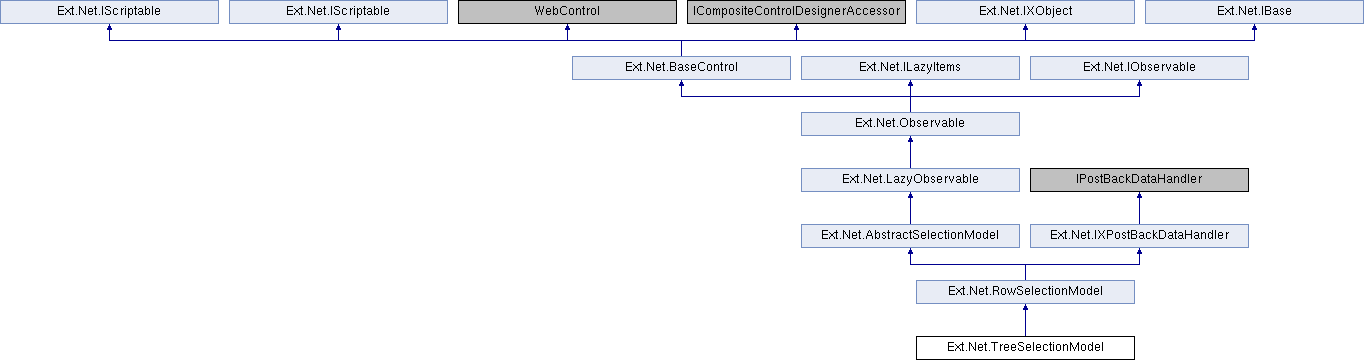 Ext.Net.IScriptable
Ext.Net.IScriptable
WebControl
ICompositeControlDesignerAccessor
Ext.Net.IXObject
Ext.Net.IBase
Ext.Net.BaseControl
Ext.Net.ILazyItems
Ext.Net.IObservable
Ext.Net.Observable
Ext.Net.LazyObservable
IPostBackDataHandler
Ext.Net.AbstractSelectionModel
Ext.Net.IXPostBackDataHandler
Ext.Net.RowSelectionModel
Ext.Net.TreeSelectionModel